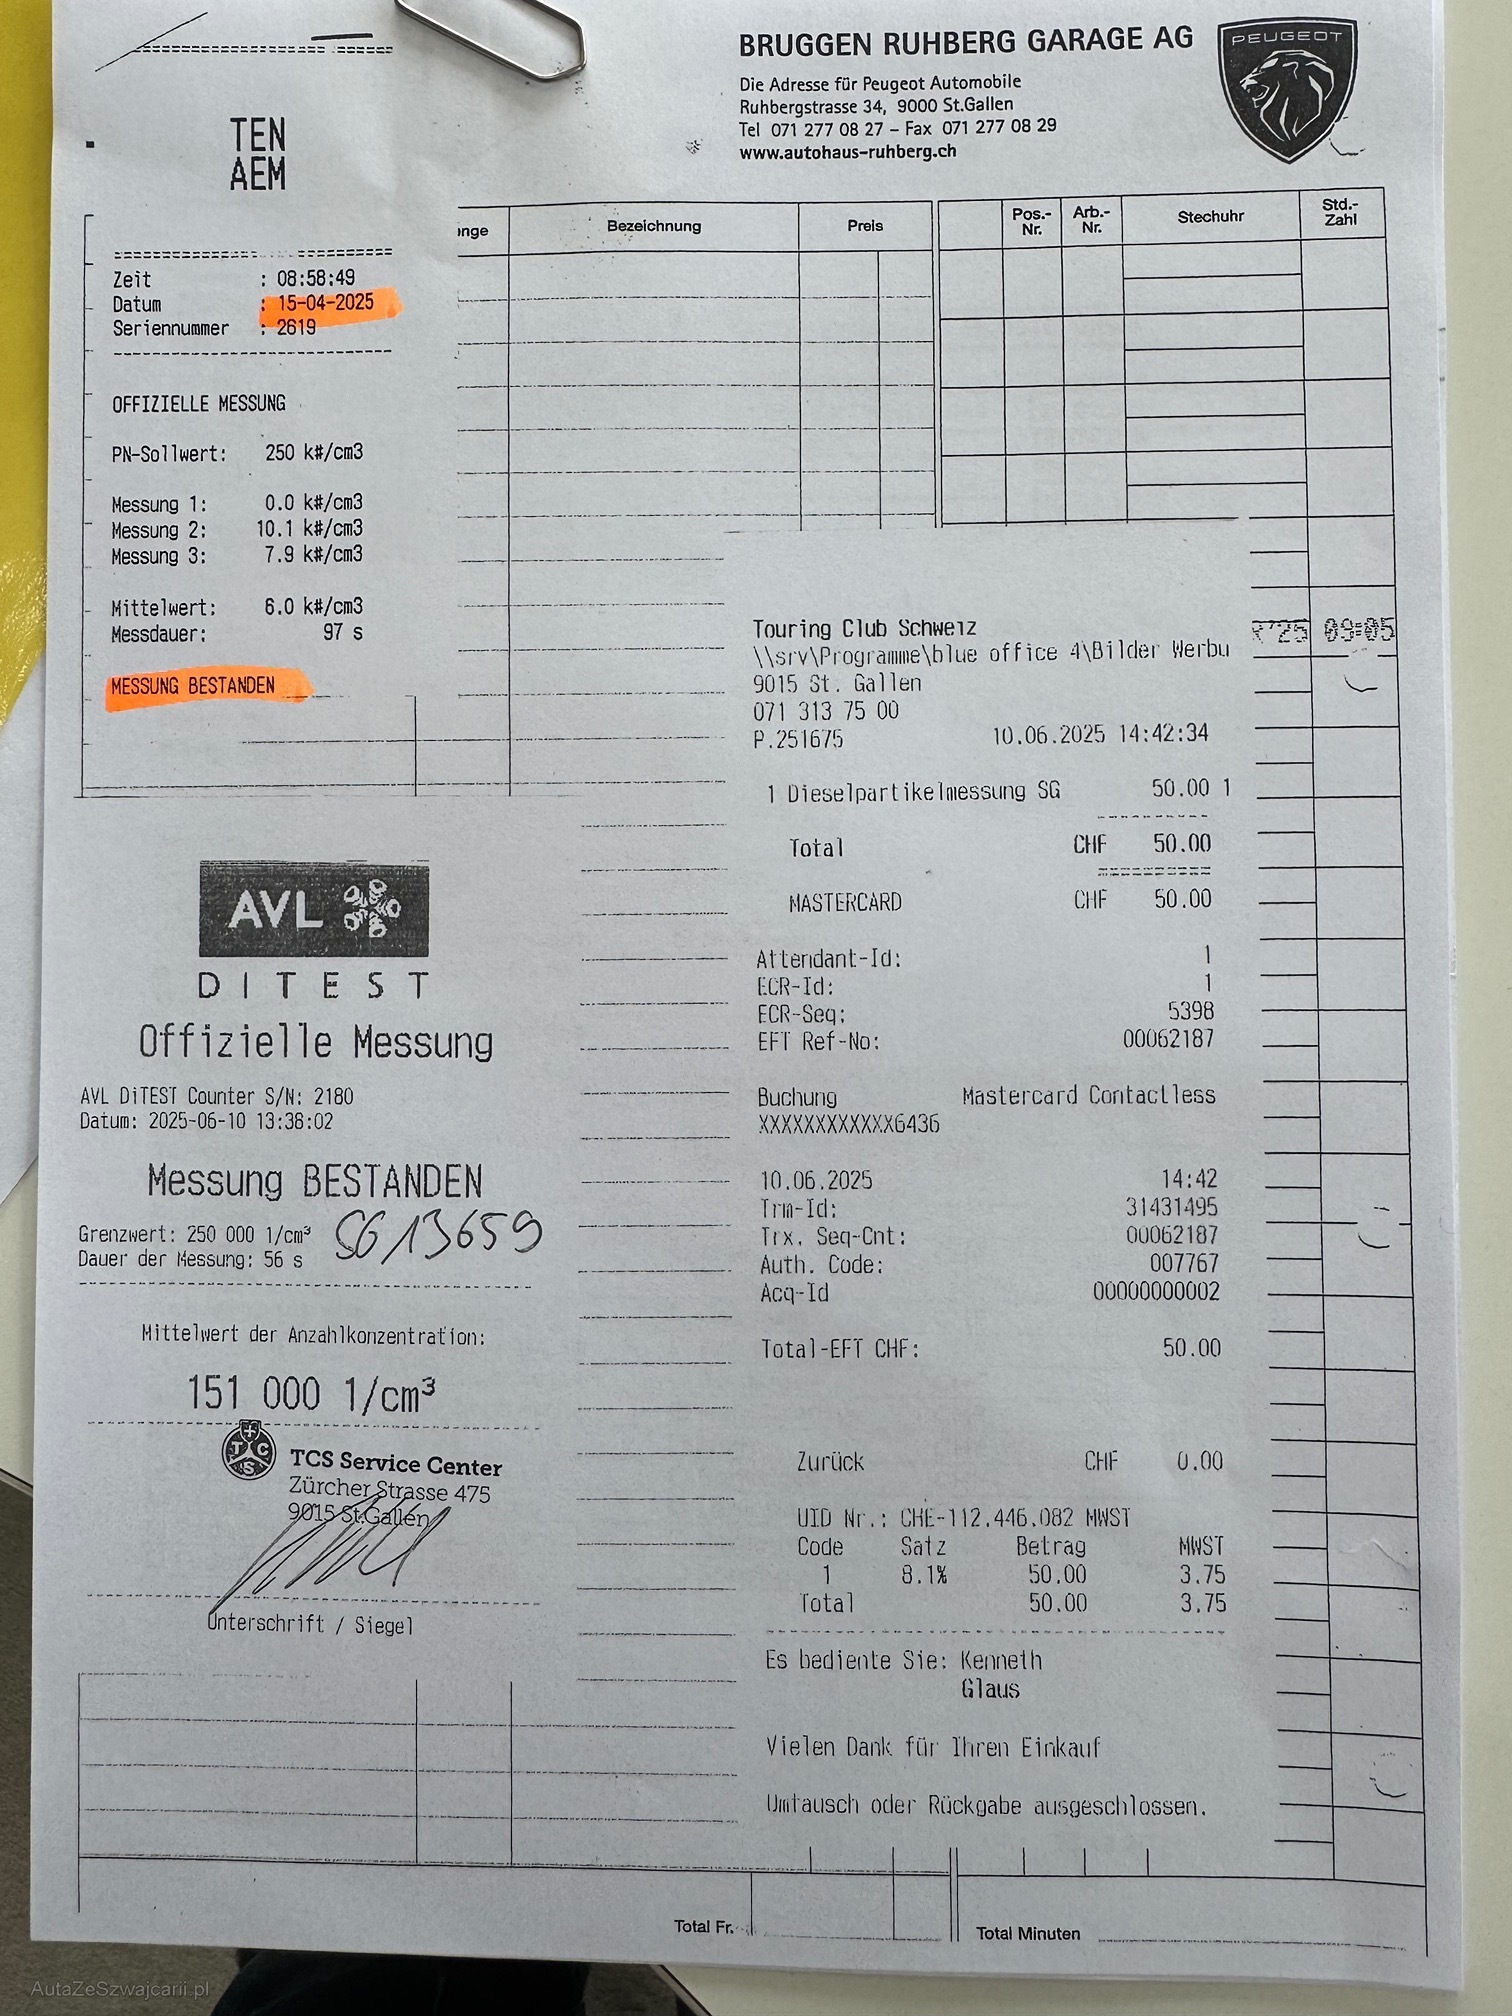 BRUGGEN RUHBERG GARAGE AG
Die Adresse für Peugeot Automobile
Ruhbergstrasse 34, 9000 St.Gallen
Tel 071 277 08 27 – Fax 071 277 08 29
www.autohaus-ruhberg.ch
PEUGEOT
Bezeichnung
Preis
Pos.-
Nr.
Arb.-
Nr.
Stechuhr
Std.-
Zahl
TEN
AEM
Zeit : 08:58:49
Datum : 15-04-2025
Seriennummer : 2619
OFFIZIELLE MESSUNG
PN-Sollwert: 250 k#/cm3
Messung 1: 0.0 k#/cm3
Messung 2: 10.1 k#/cm3
Messung 3: 7.9 k#/cm3
Mittelwert: 6.0 k#/cm3
Messdauer: 97 s
MESSUNG BESTANDEN
AVL
DITEST
Offizielle Messung
AVL DiTEST Counter S/N: 2180
Datum: 2025-06-10 13:38:02
Messung BESTANDEN
Grenzwert: 250 000 1/cm³
SG 13659
Dauer der Messung: 56 s
Mittelwert der Anzahlkonzentration:
151 000 1/cm³
TCS
TCS Service Center
Zürcher Strasse 475
9015 St.Gallen
Unterschrift / Siegel
Touring Club Schweiz
\\srv\Programme\blue office 4\Bilder Werbu
9015 St. Gallen
071 313 75 00
P.251675 10.06.2025 14:42:34
1 Dieselpartikelmessung SG 50.00 1
Total CHF 50.00
MASTERCARD CHF 50.00
Attendant-Id: 1
ECR-Id: 1
ECR-Seq: 5398
EFT Ref-No: 00062187
Buchung Mastercard Contactless
XXXXXXXXXXXX6436
10.06.2025 14:42
Trm-Id: 31431495
Trx. Seq-Cnt: 00062187
Auth. Code: 007767
Acq-Id 00000000002
Total-EFT CHF: 50.00
Zurück CHF 0.00
UID Nr.: CHE-112.446.082 MWST
Code Satz Betrag MWST
1 8.1% 50.00 3.75
Total 50.00 3.75
Es bediente Sie: Kenneth
Glaus
Vielen Dank für Ihren Einkauf
Umtausch oder Rückgabe ausgeschlossen.
'25 09:05
Total Fr.
Total Minuten
AutaZeSzwajcarii.pl